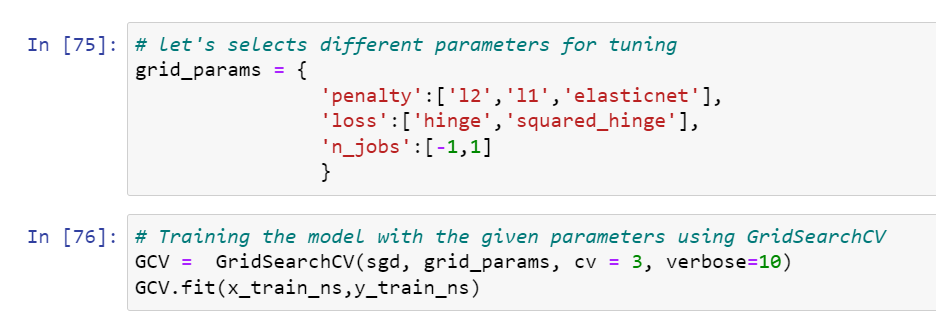 In [75]: # let's selects different parameters for tuning
grid_params = {
'penalty':['l2','l1','elasticnet'],
'loss':['hinge','squared_hinge'],
'n_jobs':[-1,1]
}
In [76]: # Training the model with the given parameters using GridSearchCV
GCV =  GridSearchCV(sgd, grid_params, cv = 3, verbose=10)
GCV.fit(x_train_ns,y_train_ns)